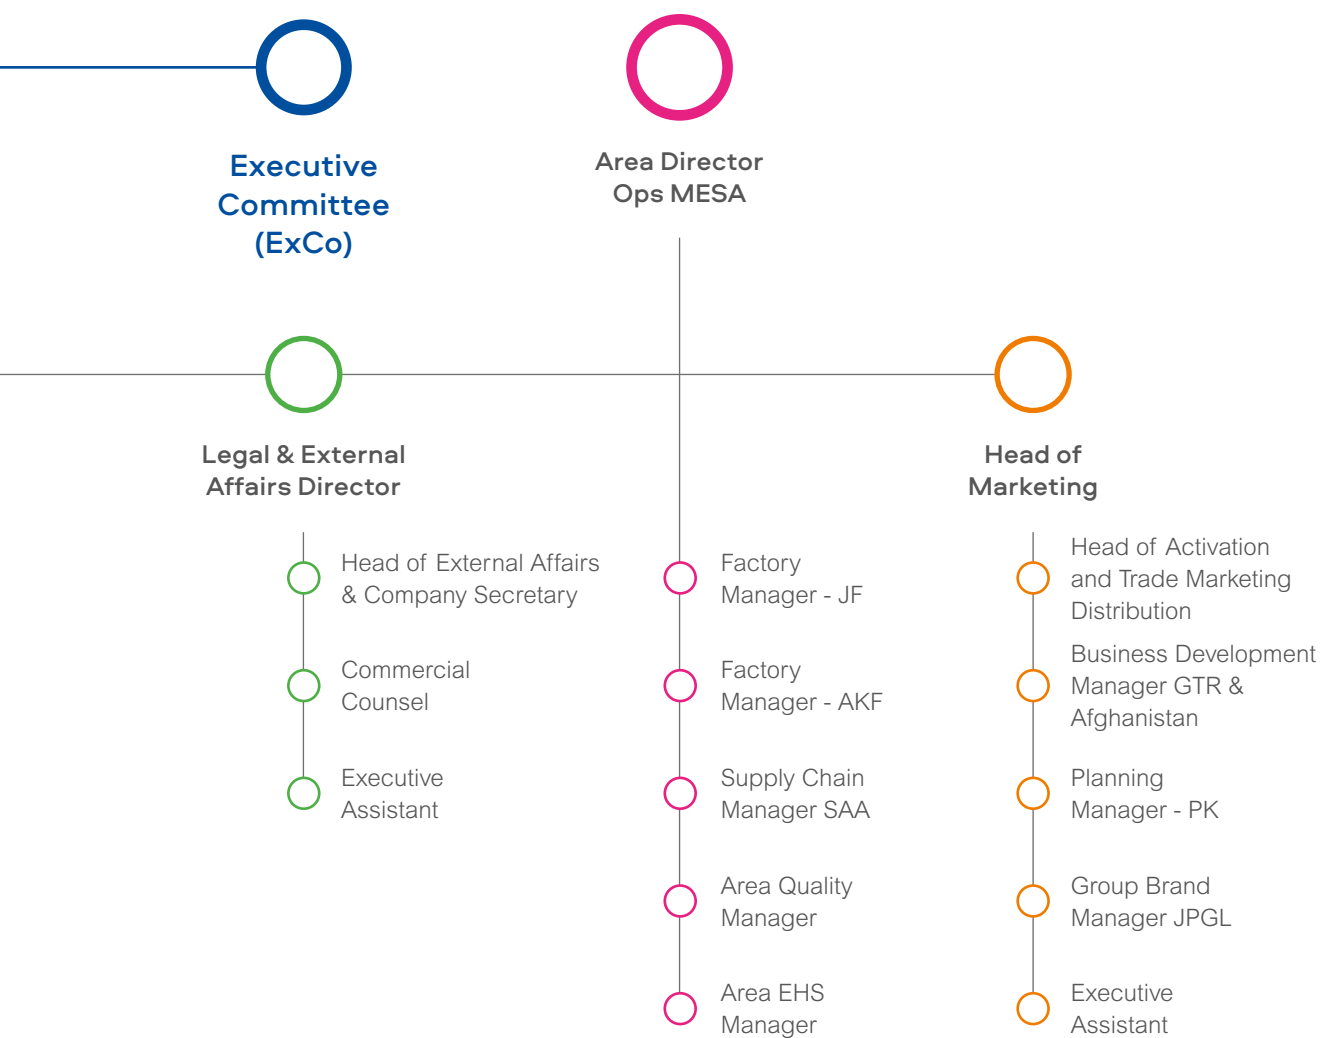 Executive
Committee
(ExCo)
Area Director
Ops MESA
Legal & External
Affairs Director
Head of External Affairs
& Company Secretary
Commercial
Counsel
Executive
Assistant
Factory
Manager - JF
Factory
Manager - AKF
Supply Chain
Manager SAA
Area Quality
Manager
Area EHS
Manager
Head of
Marketing
Head of Activation
and Trade Marketing
Distribution
Business Development
Manager GTR &
Afghanistan
Planning
Manager - PK
Group Brand
Manager JPGL
Executive
Assistant